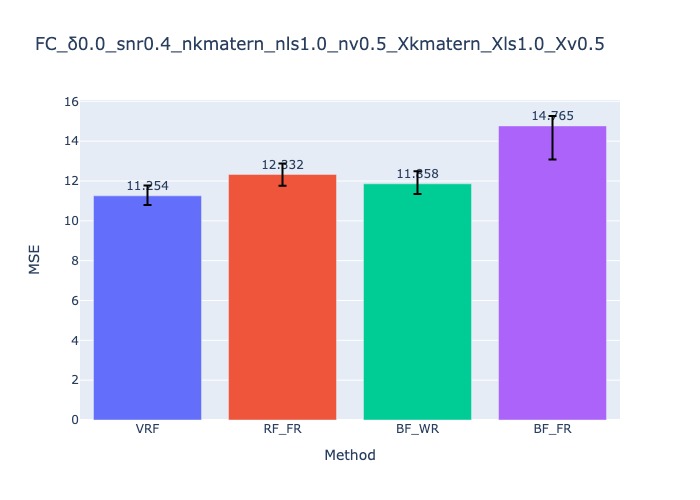 FC_δ0.0_snr0.4_nkmatern_nls1.0_nv0.5_Xkmatern_Xls1.0_Xv0.5
16
14
12
10
8
6
4
2
0
MSE
11.254
12.332
11.858
14.765
VRF
RF_FR
BF_WR
BF_FR
Method